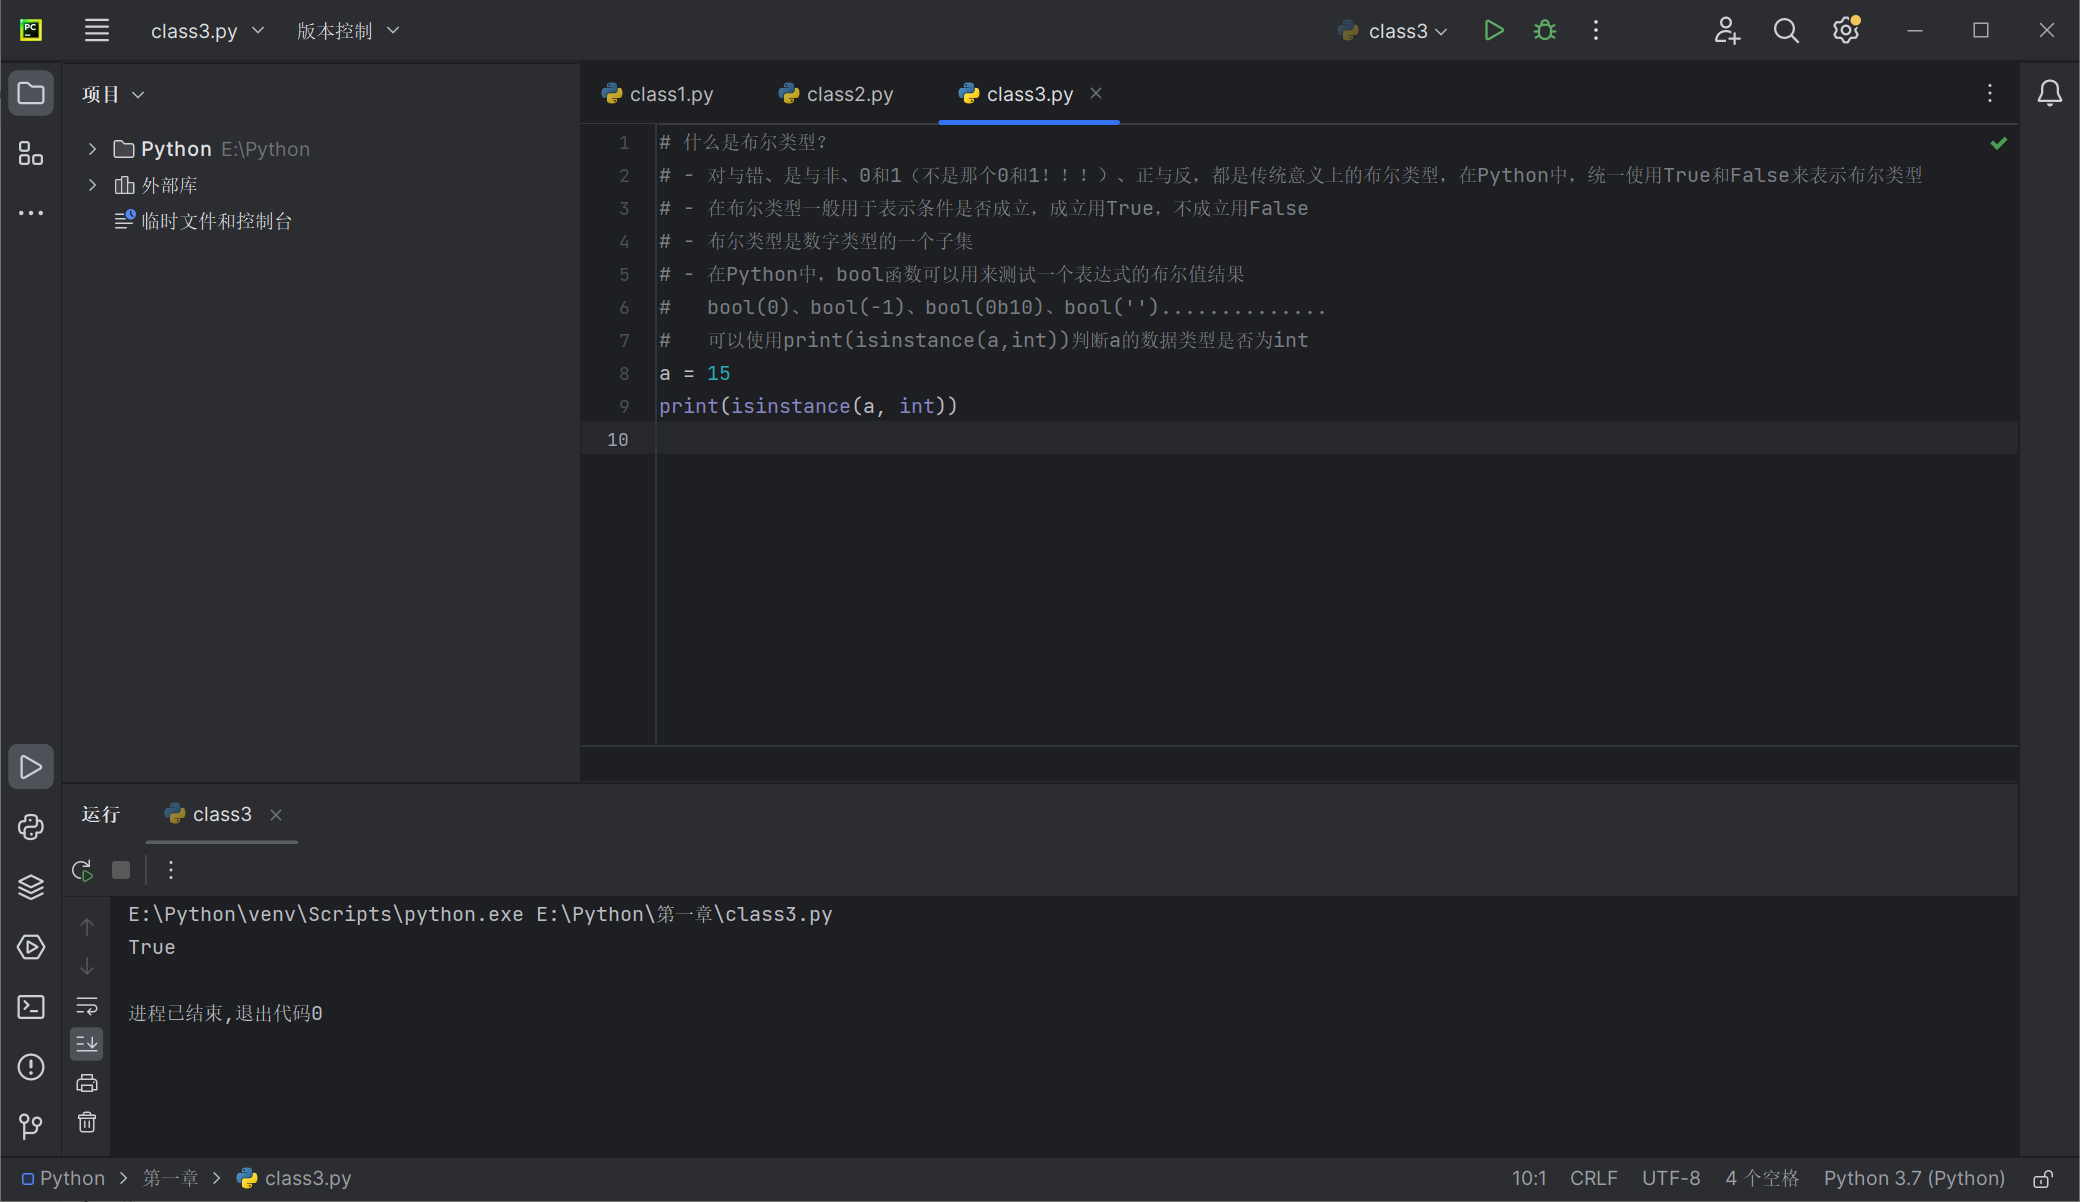 PC
class3.py
版本控制
class3
项目
Python E:\Python
外部库
临时文件和控制台
class1.py
class2.py
class3.py
1 # 什么是布尔类型?
2 # - 对与错、是与非、0和1（不是那个0和1！！！）、正与反，都是传统意义上的布尔类型，在Python中，统一使用True和False来表示布尔类型
3 # - 在布尔类型一般用于表示条件是否成立，成立用True，不成立用False
4 # - 布尔类型是数字类型的一个子集
5 # - 在Python中，bool函数可以用来测试一个表达式的布尔值结果
6 #   bool(0)、bool(-1)、bool(0b10)、bool('')..............
7 #   可以使用print(isinstance(a,int))判断a的数据类型是否为int
8 a = 15
9 print(isinstance(a, int))
10
运行
class3
E:\Python\venv\Scripts\python.exe E:\Python\第一章\class3.py
True
进程已结束,退出代码0
Python > 第一章 > class3.py
10:1 CRLF UTF-8 4 个空格 Python 3.7 (Python)